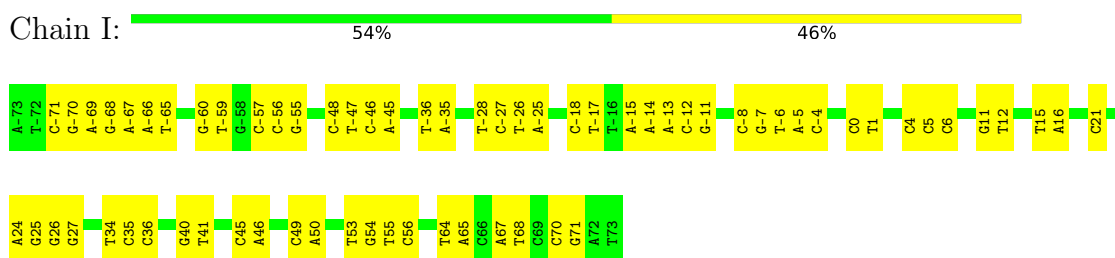 Chain I:
54% 46%
A-73 T-72 C-71 G-70 A-69 G-68 A-67 A-66 T-65 G-60 T-59 G-58 C-57 C-56 G-55 C-48 T-47 C-46 A-45 T-36 A-35 T-28 C-27 T-26 A-25 C-18 T-17 T-16 A-15 A-14 A-13 C-12 G-11 C-8 G-7 T-6 A-5 C-4 C0 T1 C4 C5 C6 G11 T12 T15 A16 C21
A24 G25 G26 G27 T34 C35 C36 G40 T41 C45 A46 C49 A50 T53 G54 T55 C56 T64 A65 C66 A67 T68 C69 C70 G71 A72 T73